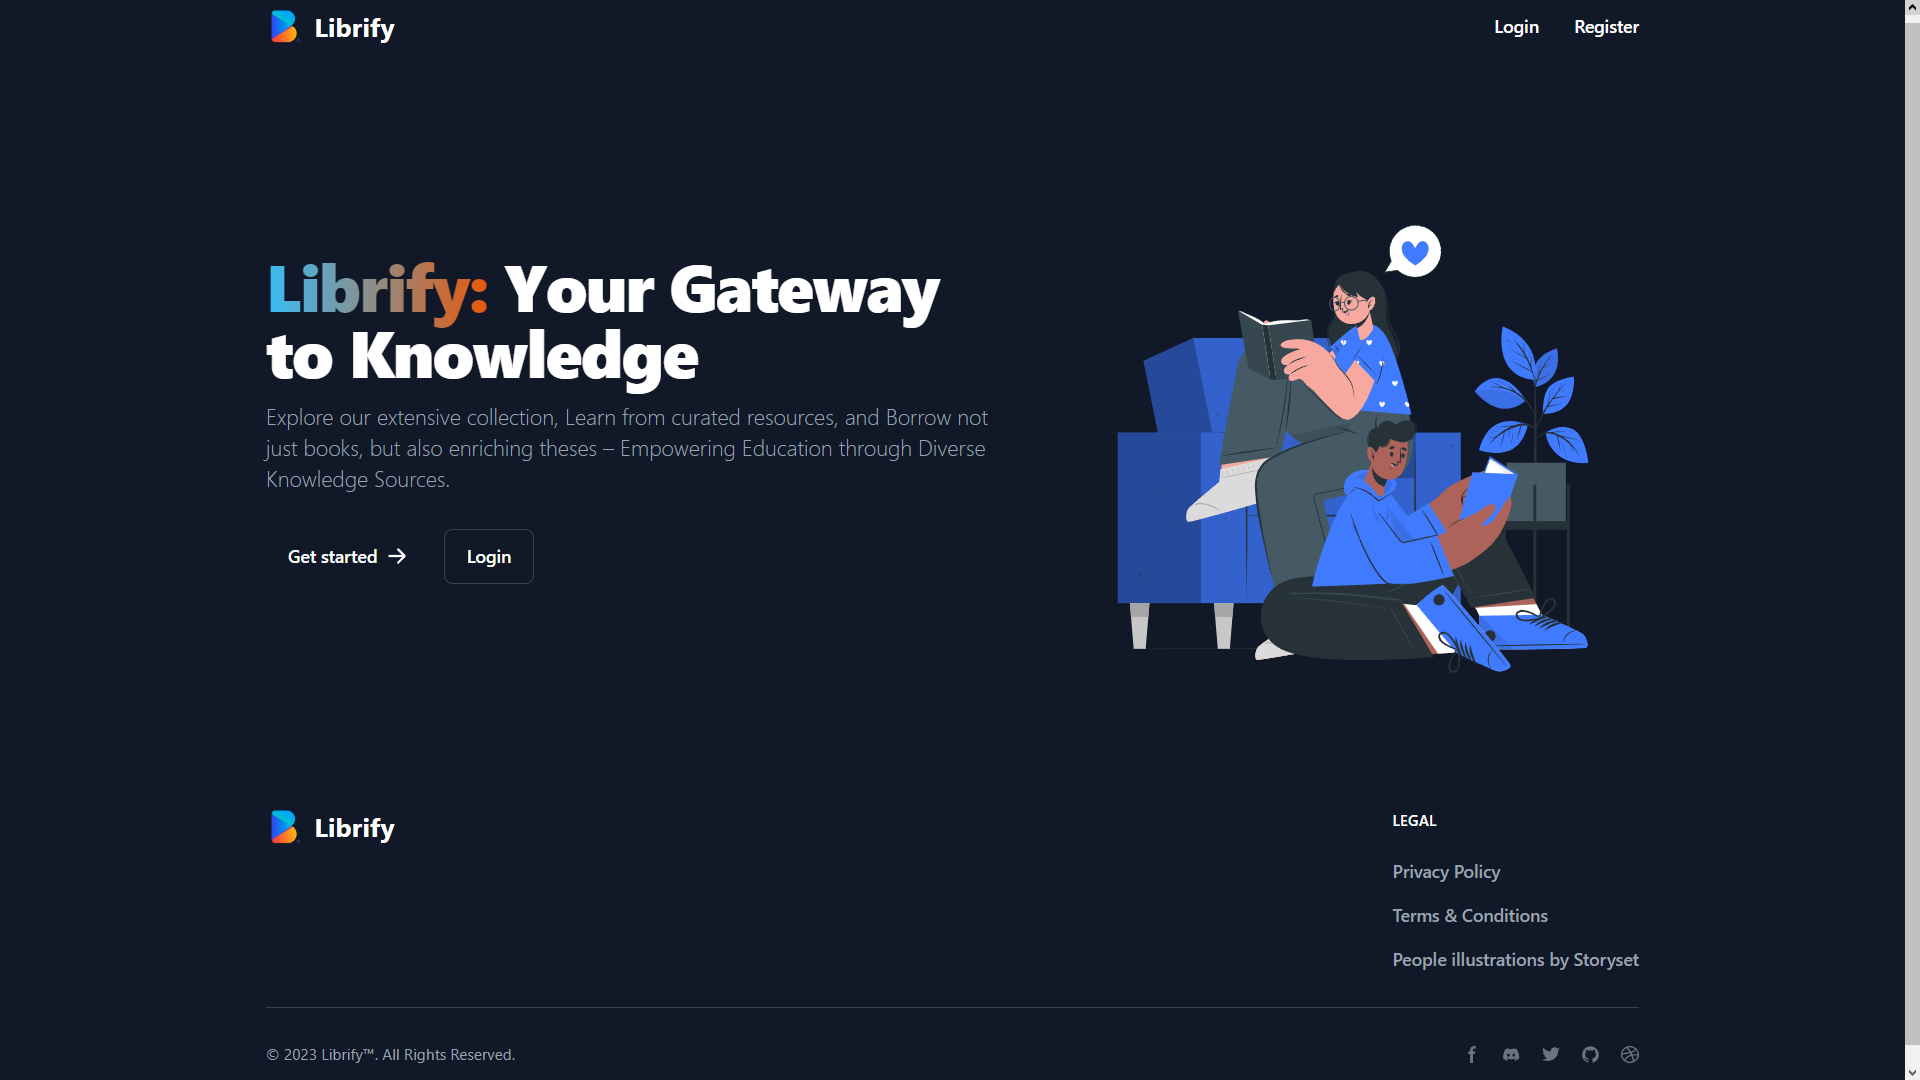 Librify
Login
Register
Librify: Your Gateway
to Knowledge
Explore our extensive collection, Learn from curated resources, and Borrow not
just books, but also enriching theses – Empowering Education through Diverse
Knowledge Sources.
Get started
Login
Librify
LEGAL
Privacy Policy
Terms & Conditions
People illustrations by Storyset
© 2023 Librify™. All Rights Reserved.